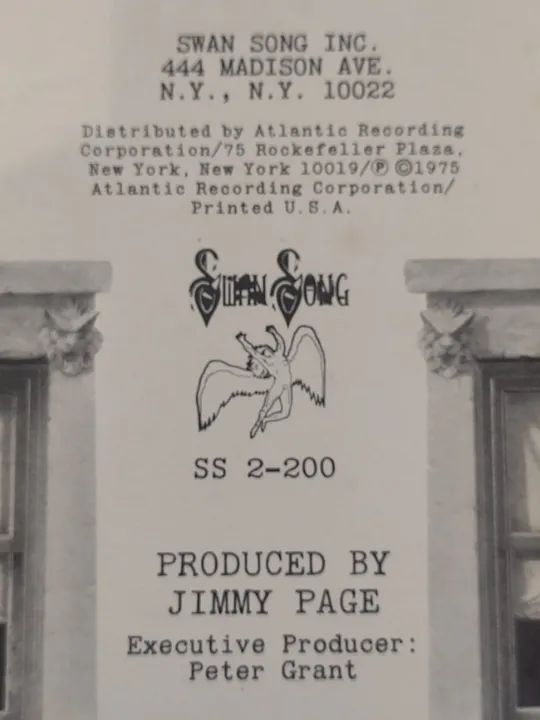 SWAN SONG INC.
444 MADISON AVE.
N.Y., N.Y. 10022
Distributed by Atlantic Recording
Corporation/75 Rockefeller Plaza,
New York, New York 10019/Ⓟ ©1975
Atlantic Recording Corporation/
Printed U.S.A.
SWAN SONG
SS 2-200
PRODUCED BY
JIMMY PAGE
Executive Producer:
Peter Grant